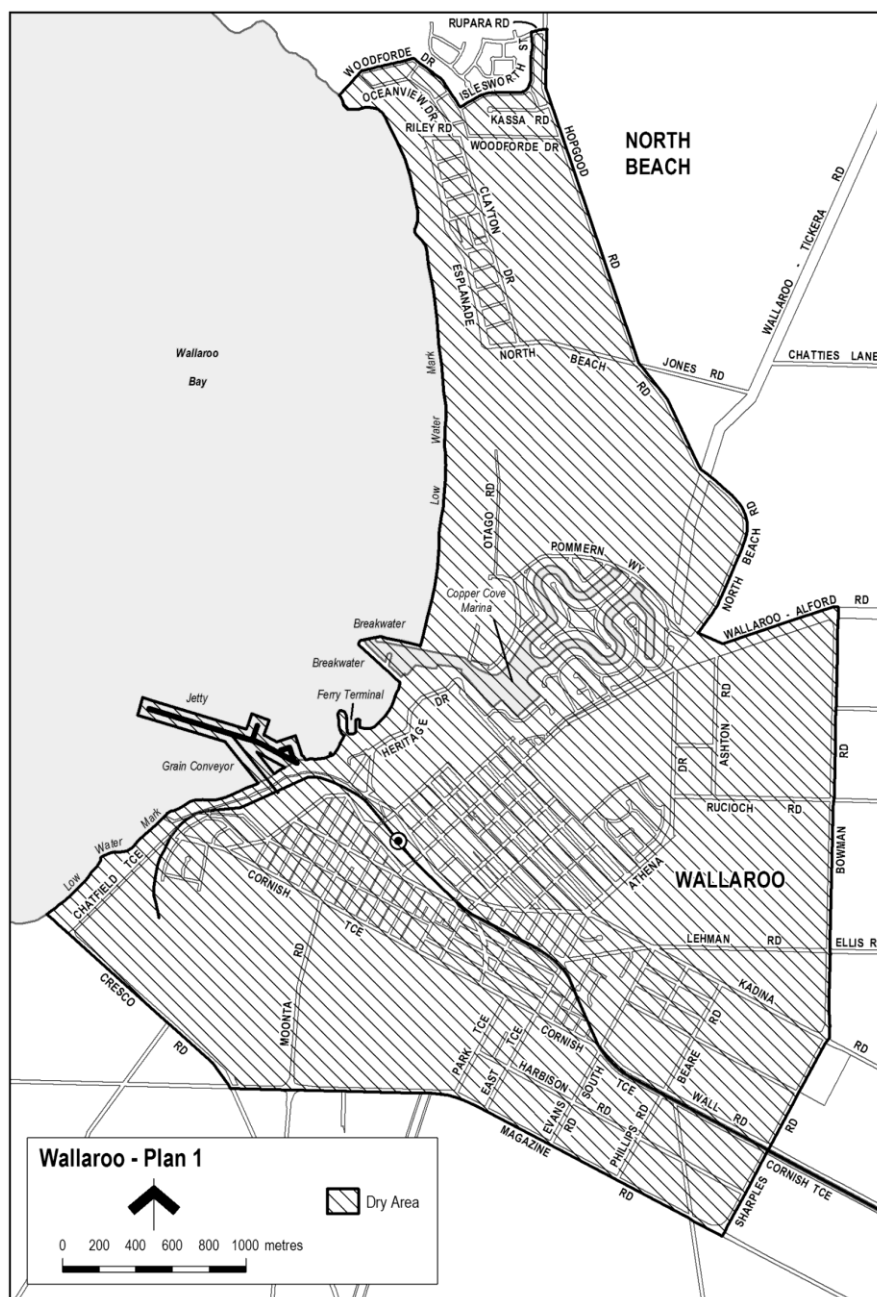 RUPARA RD
WOODFORDE DR
ISLESWORTH ST
OCEANVIEW DR
KASSA RD
RILEY RD
WOODFORDE DR
HOPGOOD RD
NORTH
BEACH
CLAYTON DR
ESPLANADE
WALLAROO - TICKERA RD
Wallaroo
Bay
Low Water Mark
NORTH BEACH RD
JONES RD
CHATTIES LANE
OTAGO RD
POMMERN WY
NORTH BEACH RD
Copper Cove
Marina
WALLAROO - ALFORD RD
Breakwater
Breakwater
Jetty
Ferry Terminal
HERITAGE DR
ASHTON RD
Grain Conveyor
DR
RUCIOCH RD
Low Water Mark
CHATFIELD TCE
CORNISH TCE
ATHENA
WALLAROO
BOWMAN RD
LEHMAN RD
ELLIS R
KADINA RD
CRESCO RD
MOONTA RD
PARK TCE
EAST TCE
CORNISH TCE
SOUTH
BEARE RD
WALL RD
HARBISON RD
EVANS RD
PHILLIPS RD
MAGAZINE RD
SHARPLES RD
CORNISH TCE
Wallaroo - Plan 1
Dry Area
0 200 400 600 800 1000 metres